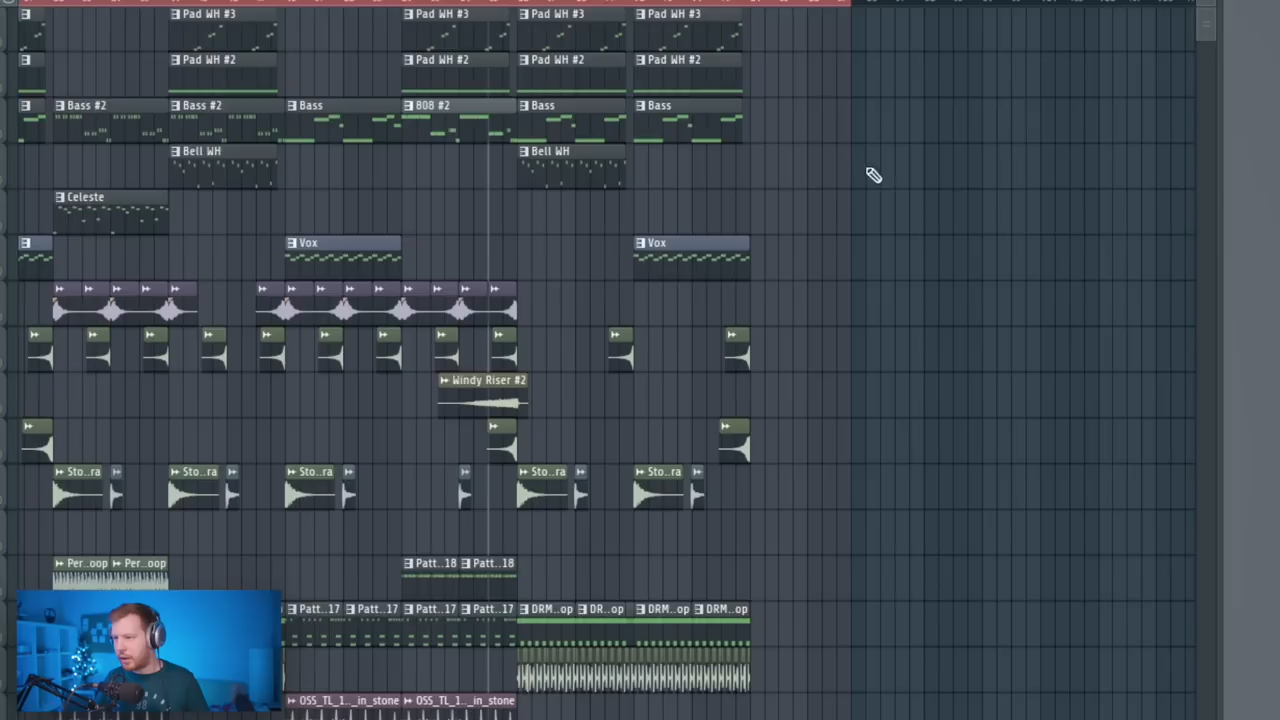 Pad WH #3 Pad WH #3 Pad WH #3 Pad WH #3
Pad WH #2 Pad WH #2 Pad WH #2 Pad WH #2
Bass #2 Bass #2 Bass 808 #2 Bass Bass
Bell WH Bell WH
Celeste
Vox Vox
Windy Riser #2
Sto..ra Sto..ra Sto..ra Sto..ra Sto..ra
Per..oop Per..oop Patt..18 Patt..18
Patt..17 Patt..17 Patt..17 Patt..17 DRM..op DR..op DRM..op DRM..op
OSS_TL_1.._in_stone OSS_TL_1.._in_stone